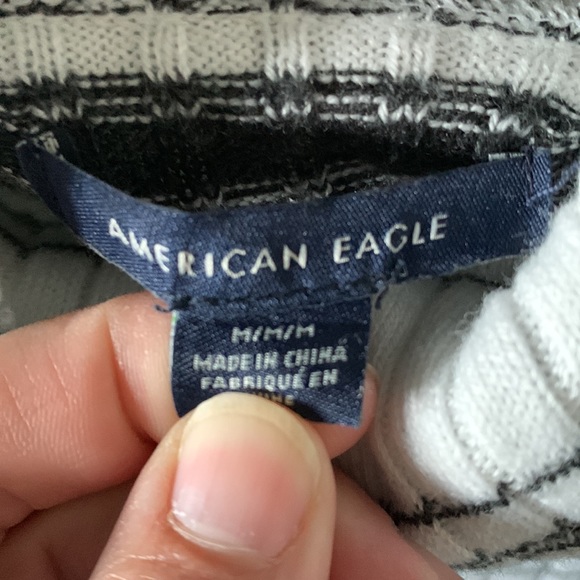 AMERICAN EAGLE
M/M/M
MADE IN CHINA
FABRIQUÉ EN